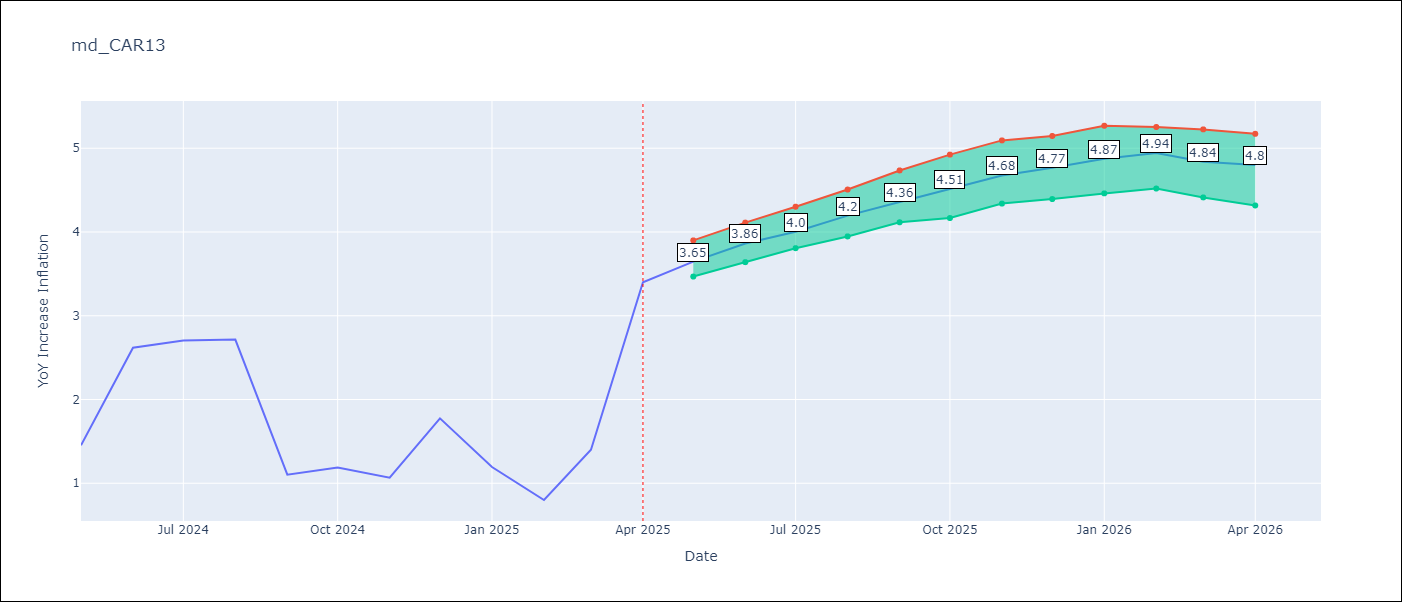 md_CAR13
YoY Increase Inflation
5
4
3
2
1
3.65
3.86
4.0
4.2
4.36
4.51
4.68
4.77
4.87
4.94
4.84
4.8
Jul 2024
Oct 2024
Jan 2025
Apr 2025
Jul 2025
Oct 2025
Jan 2026
Apr 2026
Date